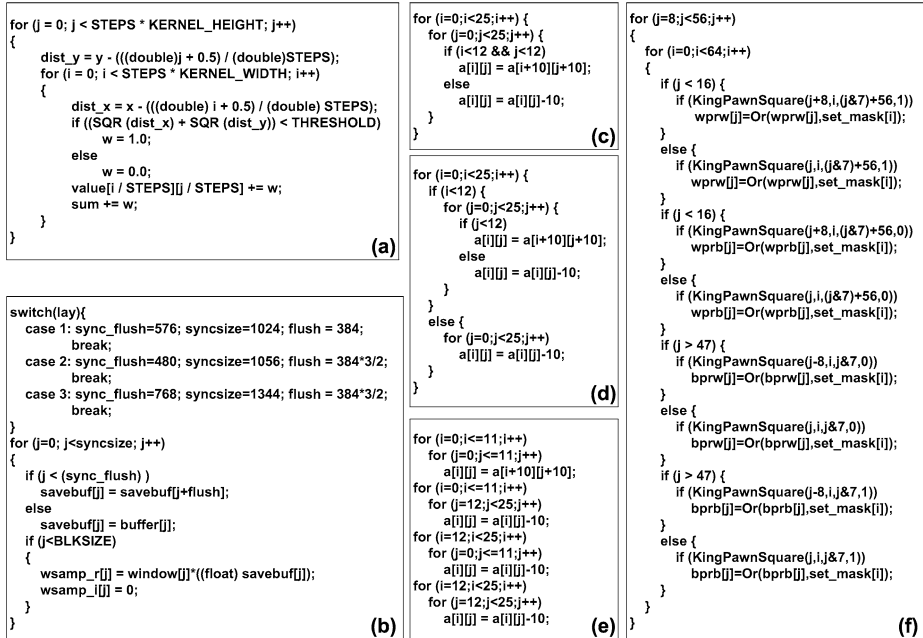 for (j = 0; j < STEPS * KERNEL_HEIGHT; j++)
{
dist_y = y - (((double)j + 0.5) / (double)STEPS);
for (i = 0; i < STEPS * KERNEL_WIDTH; i++)
{
dist_x = x - (((double) i + 0.5) / (double) STEPS);
if ((SQR (dist_x) + SQR (dist_y)) < THRESHOLD)
w = 1.0;
else
w = 0.0;
value[i / STEPS][j / STEPS] += w;
sum += w;
}
}
(a)
switch(lay){
case 1: sync_flush=576; syncsize=1024; flush = 384;
break;
case 2: sync_flush=480; syncsize=1056; flush = 384*3/2;
break;
case 3: sync_flush=768; syncsize=1344; flush = 384*3/2;
break;
}
for (j=0; j<syncsize; j++)
{
if (j < (sync_flush) )
savebuf[j] = savebuf[j+flush];
else
savebuf[j] = buffer[j];
if (j<BLKSIZE)
{
wsamp_r[j] = window[j]*((float) savebuf[j]);
wsamp_i[j] = 0;
}
}
(b)
for (i=0;i<25;i++) {
for (j=0;j<25;j++) {
if (i<12 && j<12)
a[i][j] = a[i+10][j+10];
else
a[i][j] = a[i][j]-10;
}
}
(c)
for (i=0;i<25;i++) {
if (i<12) {
for (j=0;j<25;j++) {
if (j<12)
a[i][j] = a[i+10][j+10];
else
a[i][j] = a[i][j]-10;
}
}
else {
for (j=0;j<25;j++)
a[i][j] = a[i][j]-10;
}
}
(d)
for (i=0;i<=11;i++)
for (j=0;j<=11;j++)
a[i][j] = a[i+10][j+10];
for (i=0;i<=11;i++)
for (j=12;j<25;j++)
a[i][j] = a[i][j]-10;
for (i=12;i<25;i++)
for (j=0;j<=11;j++)
a[i][j] = a[i][j]-10;
for (i=12;i<25;i++)
for (j=12;j<25;j++)
a[i][j] = a[i][j]-10;
(e)
for (j=8;j<56;j++)
{
for (i=0;i<64;i++)
{
if (j < 16) {
if (KingPawnSquare(j+8,i,(j&7)+56,1))
wprw[j]=Or(wprw[j],set_mask[i]);
}
else {
if (KingPawnSquare(j,i,(j&7)+56,1))
wprw[j]=Or(wprw[j],set_mask[i]);
}
if (j < 16) {
if (KingPawnSquare(j+8,i,(j&7)+56,0))
wprb[j]=Or(wprb[j],set_mask[i]);
}
else {
if (KingPawnSquare(j,i,(j&7)+56,0))
wprb[j]=Or(wprb[j],set_mask[i]);
}
if (j > 47) {
if (KingPawnSquare(j-8,i,j&7,0))
bprw[j]=Or(bprw[j],set_mask[i]);
}
else {
if (KingPawnSquare(j,i,j&7,0))
bprw[j]=Or(bprw[j],set_mask[i]);
}
if (j > 47) {
if (KingPawnSquare(j-8,i,j&7,1))
bprb[j]=Or(bprb[j],set_mask[i]);
}
else {
if (KingPawnSquare(j,i,j&7,1))
bprb[j]=Or(bprb[j],set_mask[i]);
}
}
}
(f)